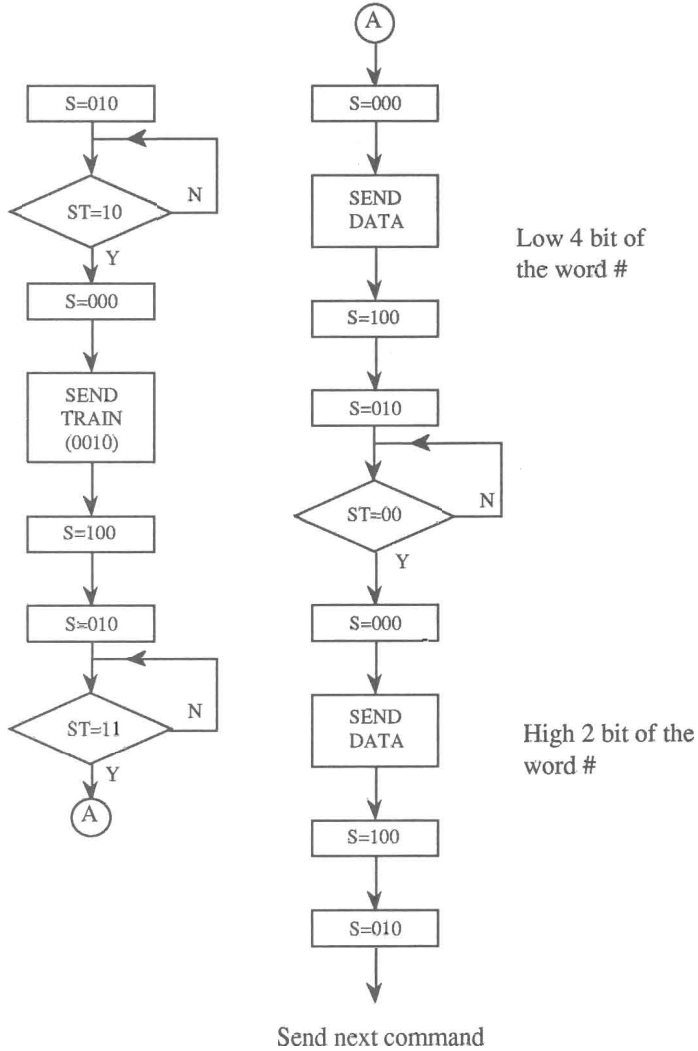 S=010
ST=10
N
Y
S=000
SEND
TRAIN
(0010)
S=100
S=010
ST=11
N
Y
A
A
S=000
SEND
DATA
Low 4 bit of
the word #
S=100
S=010
ST=00
N
Y
S=000
SEND
DATA
High 2 bit of the
word #
S=100
S=010
Send next command